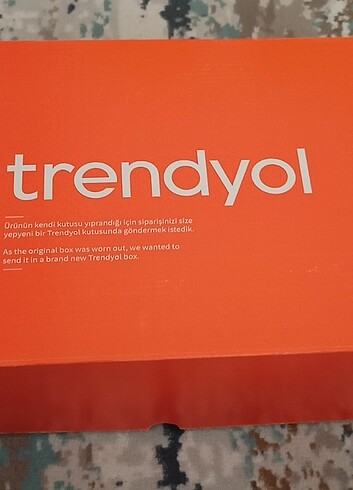 trendyol
Ürünün kendi kutusu yıprandığı için siparişinizi size
yepyeni bir Trendyol kutusunda göndermek istedik.
As the original box was worn out, we wanted to
send it in a brand new Trendyol box.